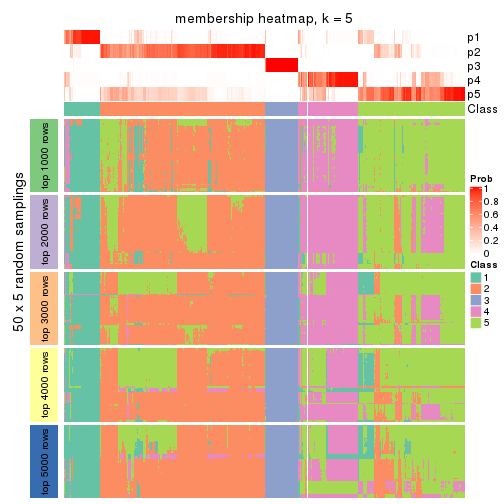 membership heatmap, k = 5
p1
p2
p3
p4
p5
Class
50 x 5 random samplings
top 1000 rows
top 2000 rows
top 3000 rows
top 4000 rows
top 5000 rows
Prob
1
0.8
0.6
0.4
0.2
0
Class
1
2
3
4
5